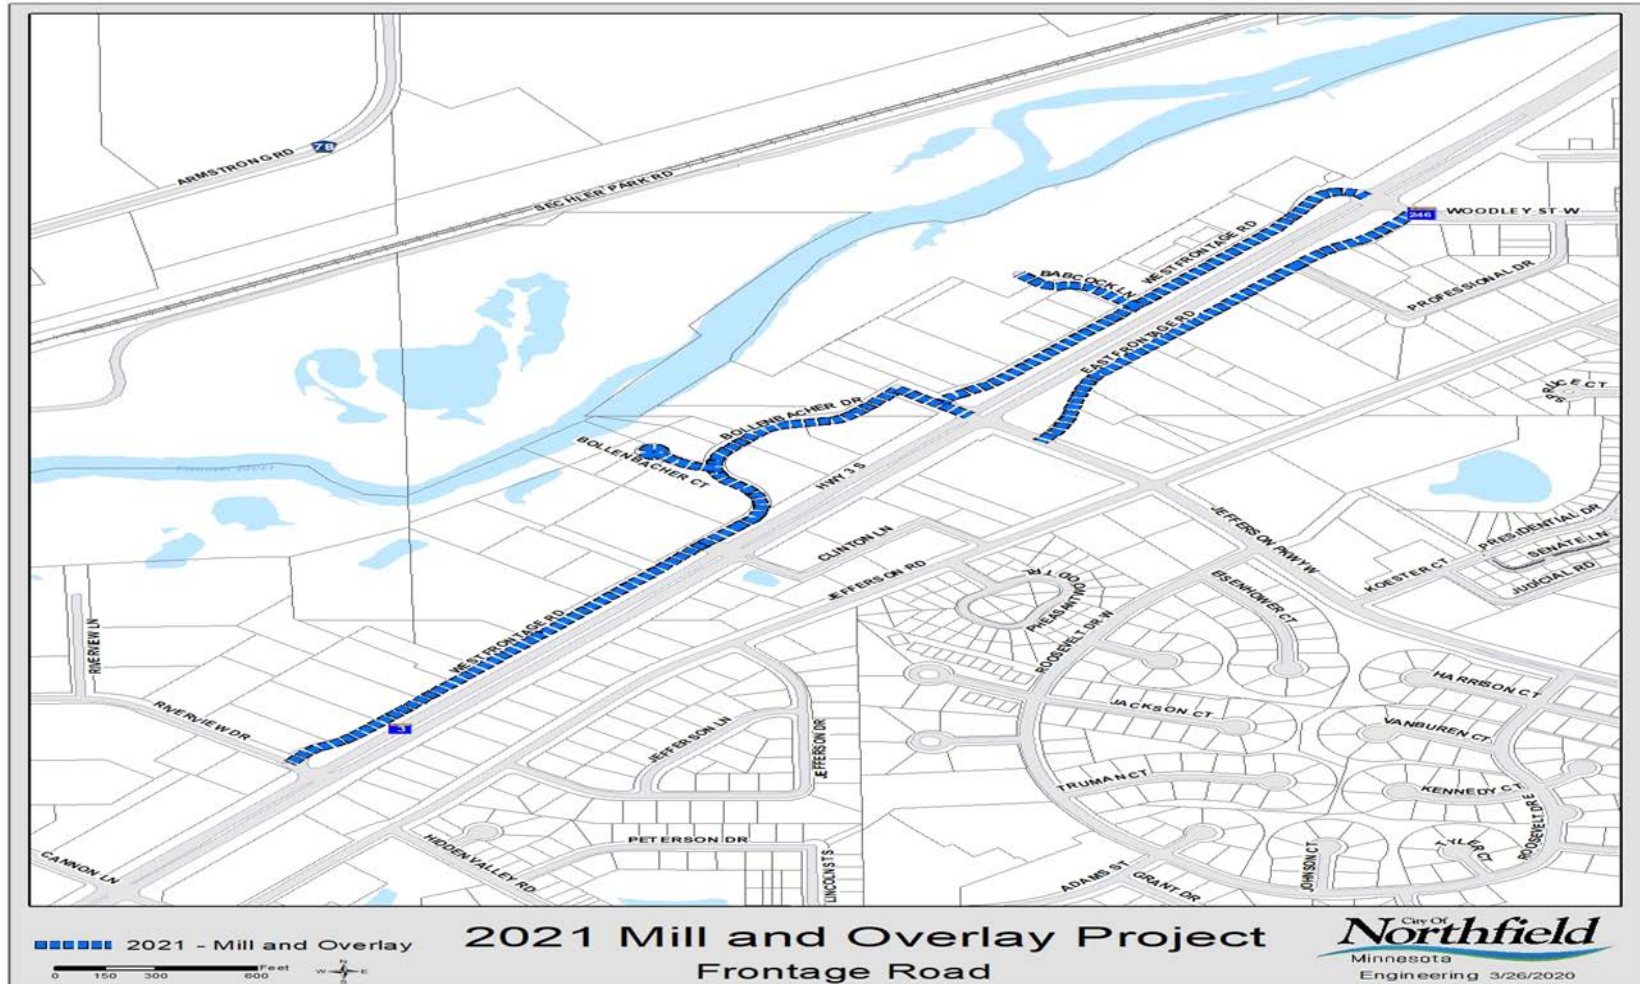 78
ARMSTRONG RD
SECHLER PARK RD
246
WOODLEY ST W
WEST FRONTAGE RD
BABCOCK LN
PROFESSIONAL DR
EAST FRONTAGE RD
SPRUCE CT
BOLLENBACHER DR
BOLLENBACHER CT
HWY 3 S
JEFFERSON PKWY W
PRESIDENTIAL DR
SENATE LN
KOESTER CT
JUDICIAL RD
CLINTON LN
JEFFERSON RD
PHEASANTWOOD TRL
EISENHOWER CT
ROOSEVELT DR W
RIVERVIEW LN
WEST FRONTAGE RD
HARRISON CT
JACKSON CT
VANBUREN CT
RIVERVIEW DR
3
JEFFERSON LN
JEFFERSON DR
TRUMAN CT
KENNEDY CT
ROOSEVELT DR E
PETERSON DR
HIDDEN VALLEY RD
TYLER CT
JOHNSON CT
CANNON LN
LINCOLN ST S
ADAMS ST
GRANT DR
2021 - Mill and Overlay
0 150 300 600 Feet
N
W E
S
2021 Mill and Overlay Project
Frontage Road
City Of
Northfield
Minnesota
Engineering 3/26/2020